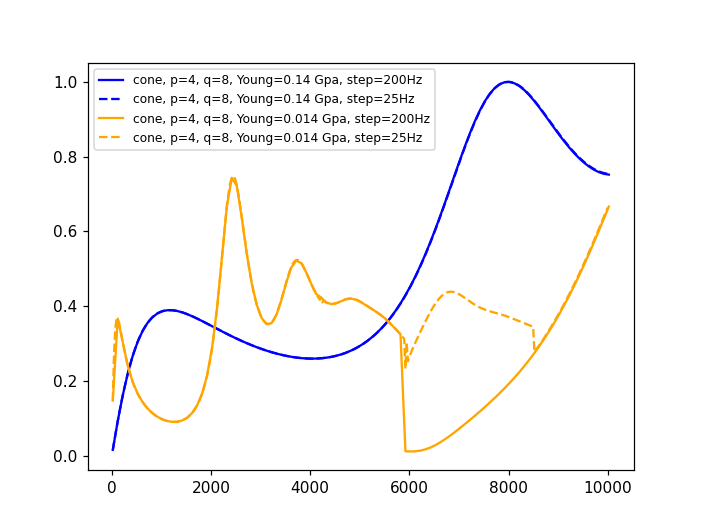 1.0
0.8
0.6
0.4
0.2
0.0
cone, p=4, q=8, Young=0.14 Gpa, step=200Hz
cone, p=4, q=8, Young=0.14 Gpa, step=25Hz
cone, p=4, q=8, Young=0.014 Gpa, step=200Hz
cone, p=4, q=8, Young=0.014 Gpa, step=25Hz
0 2000 4000 6000 8000 10000